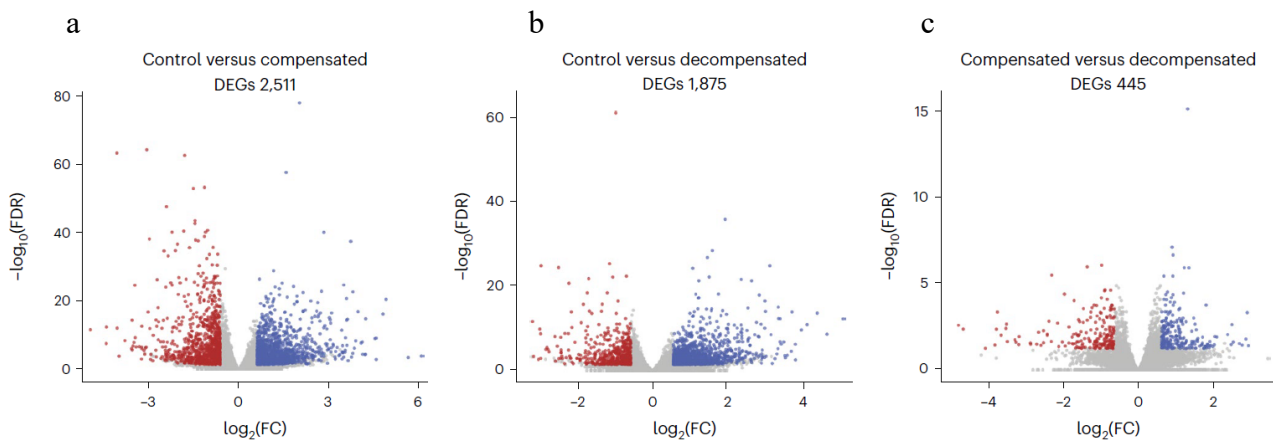 a
Control versus compensated
DEGs 2,511
80
60
40
20
0
−log10(FDR)
−3
0
3
6
log2(FC)
b
Control versus decompensated
DEGs 1,875
60
40
20
0
−log10(FDR)
−2
0
2
4
log2(FC)
c
Compensated versus decompensated
DEGs 445
15
10
5
0
−log10(FDR)
−4
−2
0
2
log2(FC)